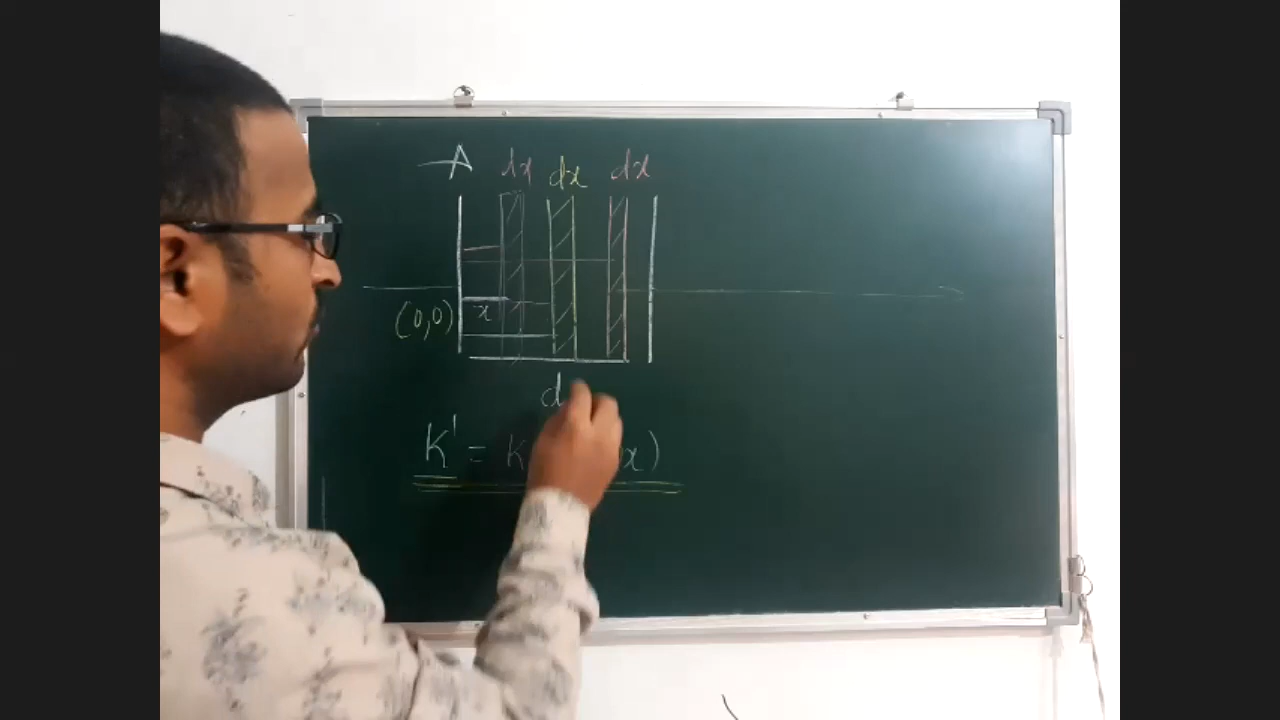 A dx dx dx
(0,0) x
d
K' = K x)